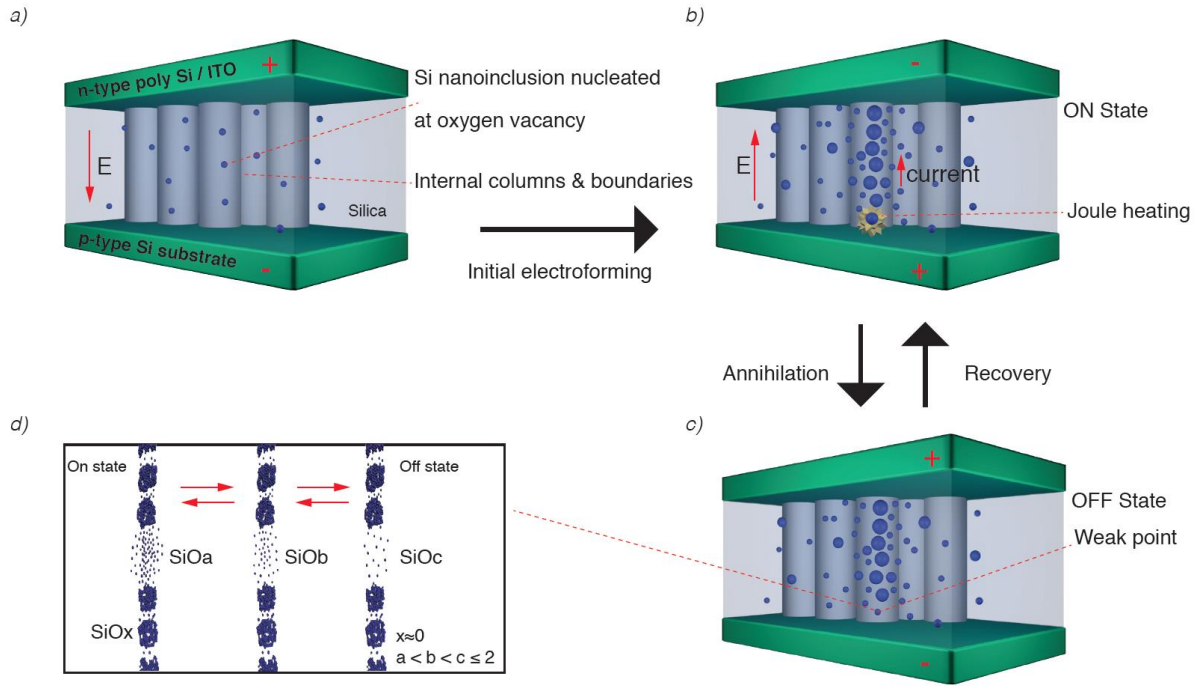 a)
n-type poly Si / ITO
+
Si nanoinclusion nucleated
at oxygen vacancy
E
Internal columns & boundaries
Silica
p-type Si substrate
-
Initial electroforming
b)
-
ON State
E
current
Joule heating
+
Annihilation
Recovery
c)
+
OFF State
Weak point
-
d)
On state
Off state
SiOa
SiOb
SiOc
SiOx
x≈0
a < b < c ≤ 2